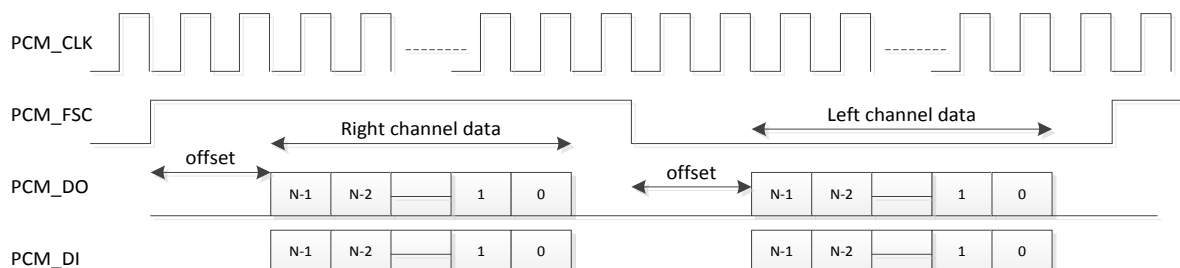 PCM_CLK
PCM_FSC
Right channel data
Left channel data
offset
offset
PCM_DO
N-1 N-2 1 0 N-1 N-2 1 0
PCM_DI
N-1 N-2 1 0 N-1 N-2 1 0